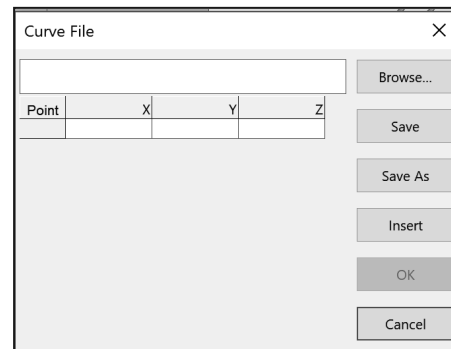 Curve File
Browse...
Point X Y Z
Save
Save As
Insert
OK
Cancel